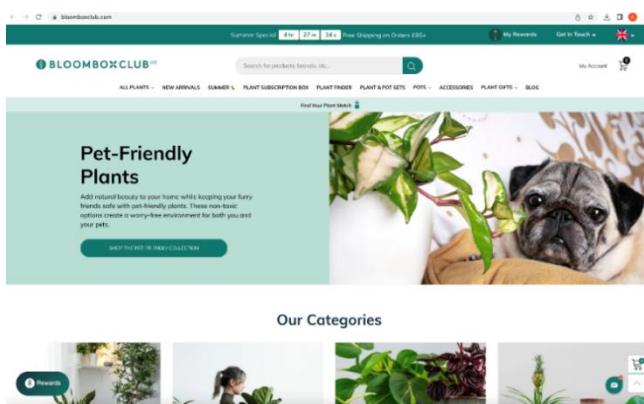 bloomboxclub.com
Summer Special 4 hr 27 m 14 s Free Shipping on Orders £85+
My Rewards Get In Touch
BLOOMBOXCLUB UK
Search for products, brands, etc...
My Account 0
ALL PLANTS NEW ARRIVALS SUMMER PLANT SUBSCRIPTION BOX PLANT FINDER PLANT & POT SETS POTS ACCESSORIES PLANT GIFTS BLOG
Find Your Plant Match
Pet-Friendly
Plants
Add natural beauty to your home while keeping your furry
friends safe with pet-friendly plants. These non-toxic
options create a worry-free environment for both you and
your pets.
SHOP THE PET-FRIENDLY COLLECTION
Our Categories
Rewards